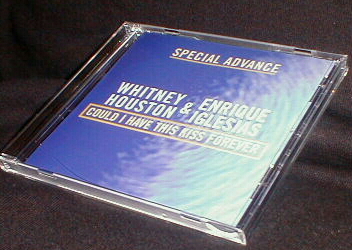 SPECIAL ADVANCE
WHITNEY HOUSTON & ENRIQUE IGLESIAS
COULD I HAVE THIS KISS FOREVER